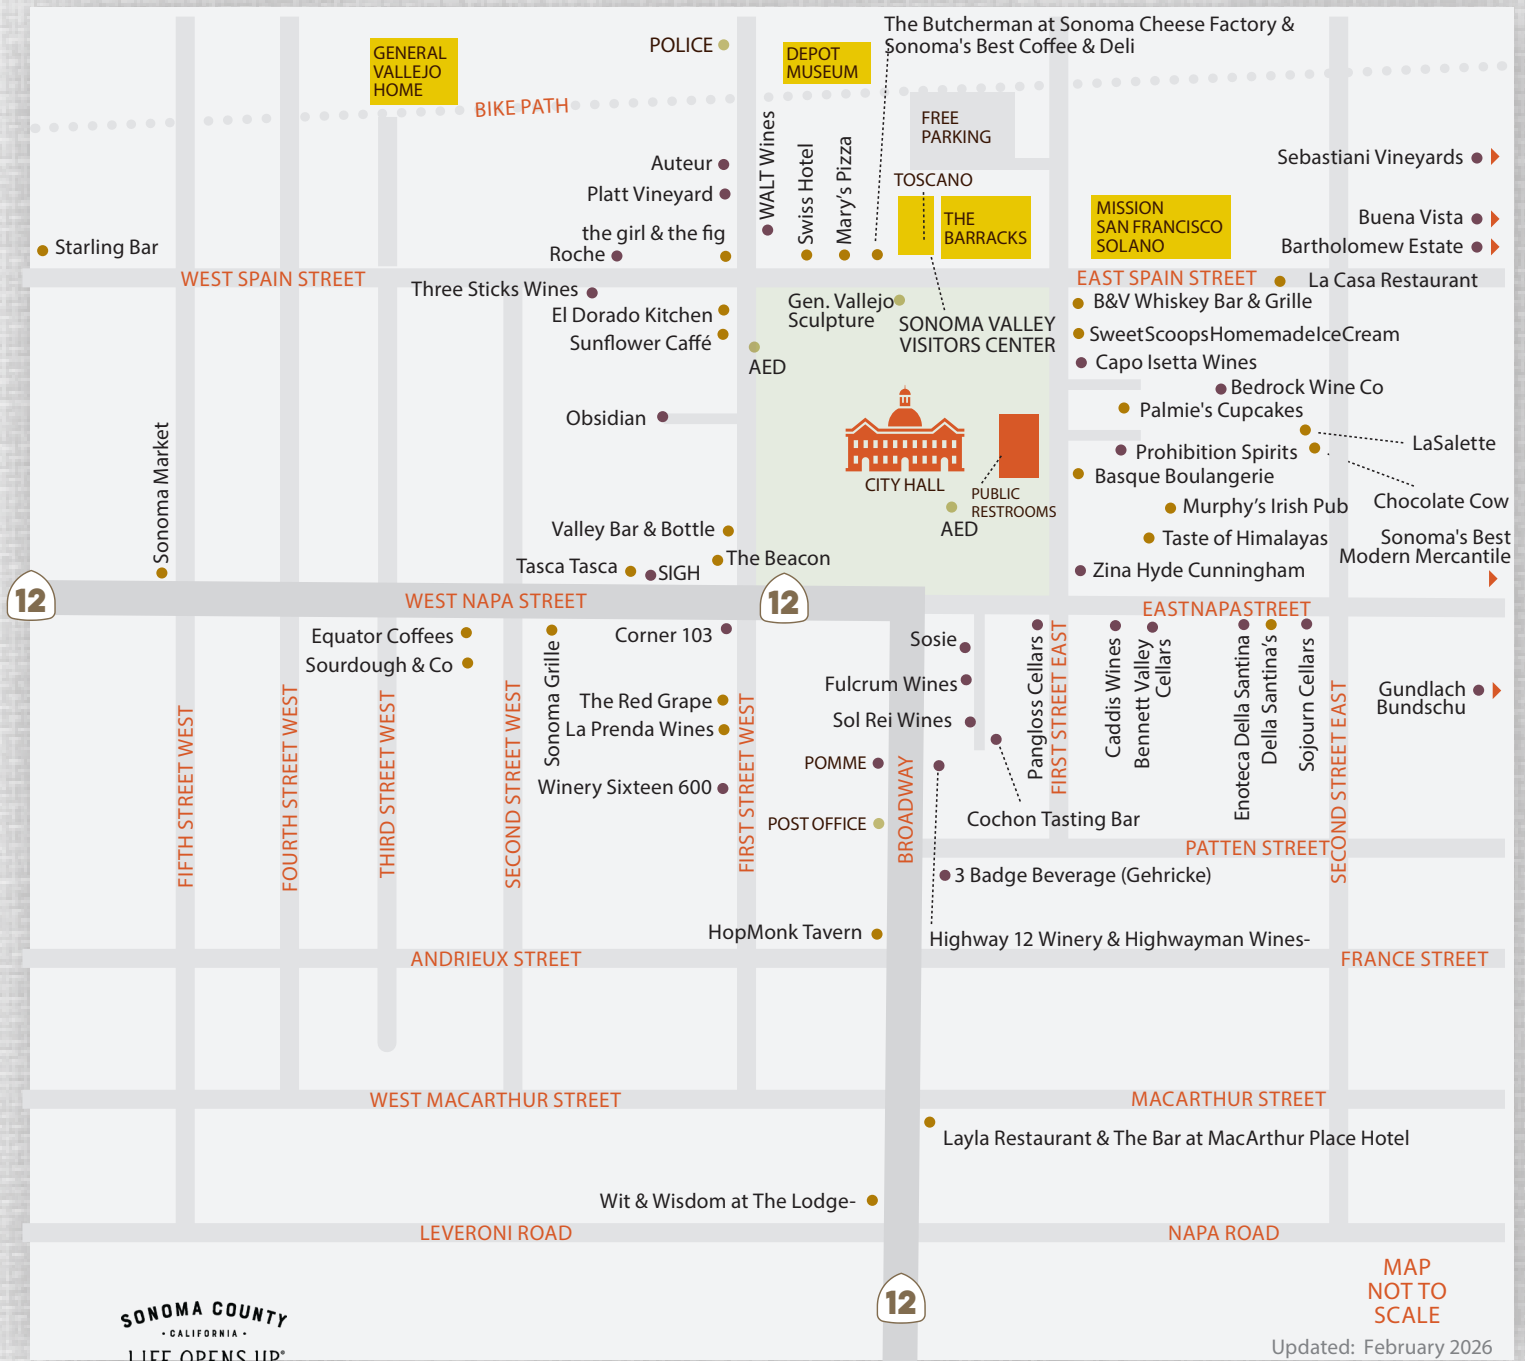 The Butcherman at Sonoma Cheese Factory &
Sonoma's Best Coffee & Deli
POLICE
GENERAL
VALLEJO
HOME
DEPOT
MUSEUM
BIKE PATH
FREE
PARKING
WALT Wines
Swiss Hotel
Mary's Pizza
Auteur
Platt Vineyard
TOSCANO
THE
BARRACKS
MISSION
SAN FRANCISCO
SOLANO
Sebastiani Vineyards
Buena Vista
Bartholomew Estate
the girl & the fig
Roche
Starling Bar
WEST SPAIN STREET
EAST SPAIN STREET
La Casa Restaurant
Three Sticks Wines
El Dorado Kitchen
Sunflower Caffé
Gen. Vallejo
Sculpture
SONOMA VALLEY
VISITORS CENTER
AED
B&V Whiskey Bar & Grille
SweetScoopsHomemadeIceCream
Capo Isetta Wines
Bedrock Wine Co
Palmie's Cupcakes
LaSalette
Prohibition Spirits
Basque Boulangerie
Chocolate Cow
Murphy's Irish Pub
Taste of Himalayas
Sonoma's Best
Modern Mercantile
Zina Hyde Cunningham
Obsidian
CITY HALL
PUBLIC
RESTROOMS
AED
Sonoma Market
Valley Bar & Bottle
The Beacon
Tasca Tasca
SIGH
12
WEST NAPA STREET
12
EASTNAPASTREET
Equator Coffees
Sourdough & Co
Sonoma Grille
Corner 103
The Red Grape
La Prenda Wines
Winery Sixteen 600
Sosie
Fulcrum Wines
Sol Rei Wines
POMME
POST OFFICE
Pangloss Cellars
FIRST STREET EAST
Caddis Wines
Bennett Valley
Cellars
Enoteca Della Santina
Della Santina's
Sojourn Cellars
SECOND STREET EAST
Gundlach
Bundschu
FIFTH STREET WEST
FOURTH STREET WEST
THIRD STREET WEST
SECOND STREET WEST
FIRST STREET WEST
BROADWAY
Cochon Tasting Bar
PATTEN STREET
3 Badge Beverage (Gehricke)
HopMonk Tavern
Highway 12 Winery & Highwayman Wines-
ANDRIEUX STREET
FRANCE STREET
WEST MACARTHUR STREET
MACARTHUR STREET
Layla Restaurant & The Bar at MacArthur Place Hotel
Wit & Wisdom at The Lodge-
LEVERONI ROAD
NAPA ROAD
12
MAP
NOT TO
SCALE
SONOMA COUNTY
• CALIFORNIA •
LIFE OPENS UP®
Updated: February 2026